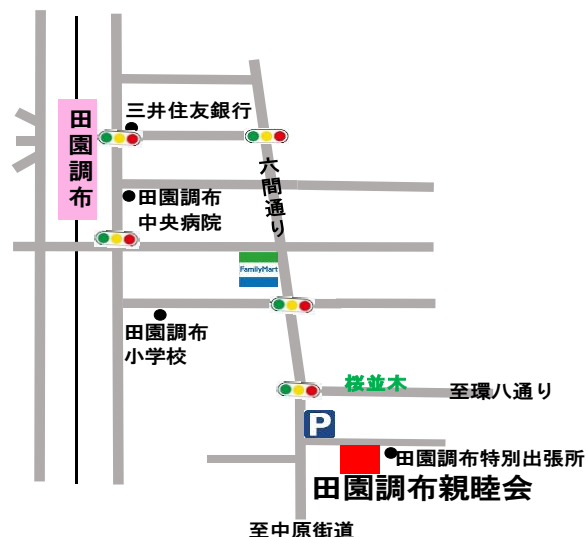 三井住友銀行
田園調布
六間通り
田園調布
中央病院
FamilyMart
田園調布
小学校
桜並木
至環八通り
P
田園調布特別出張所
田園調布親睦会
至中原街道